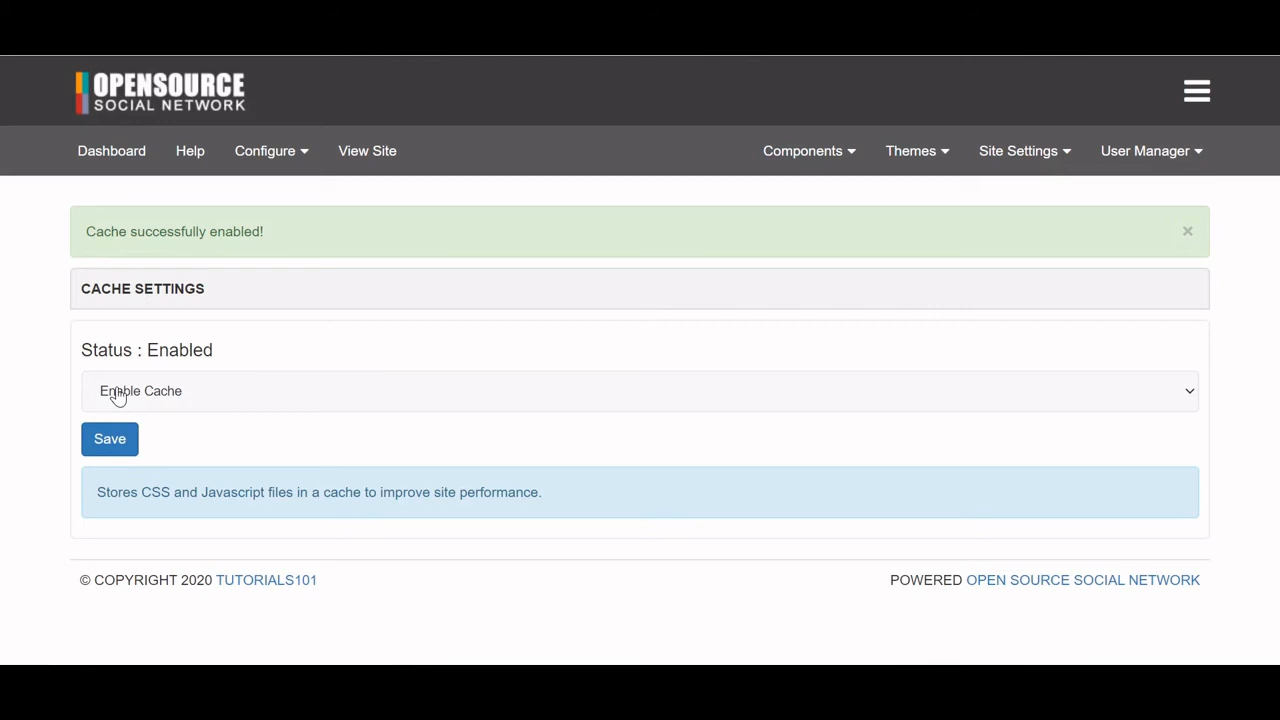 OPENSOURCE
SOCIAL NETWORK
Dashboard Help Configure View Site Components Themes Site Settings User Manager
Cache successfully enabled! ×
CACHE SETTINGS
Status : Enabled
Enable Cache
Save
Stores CSS and Javascript files in a cache to improve site performance.
© COPYRIGHT 2020 TUTORIALS101 POWERED OPEN SOURCE SOCIAL NETWORK